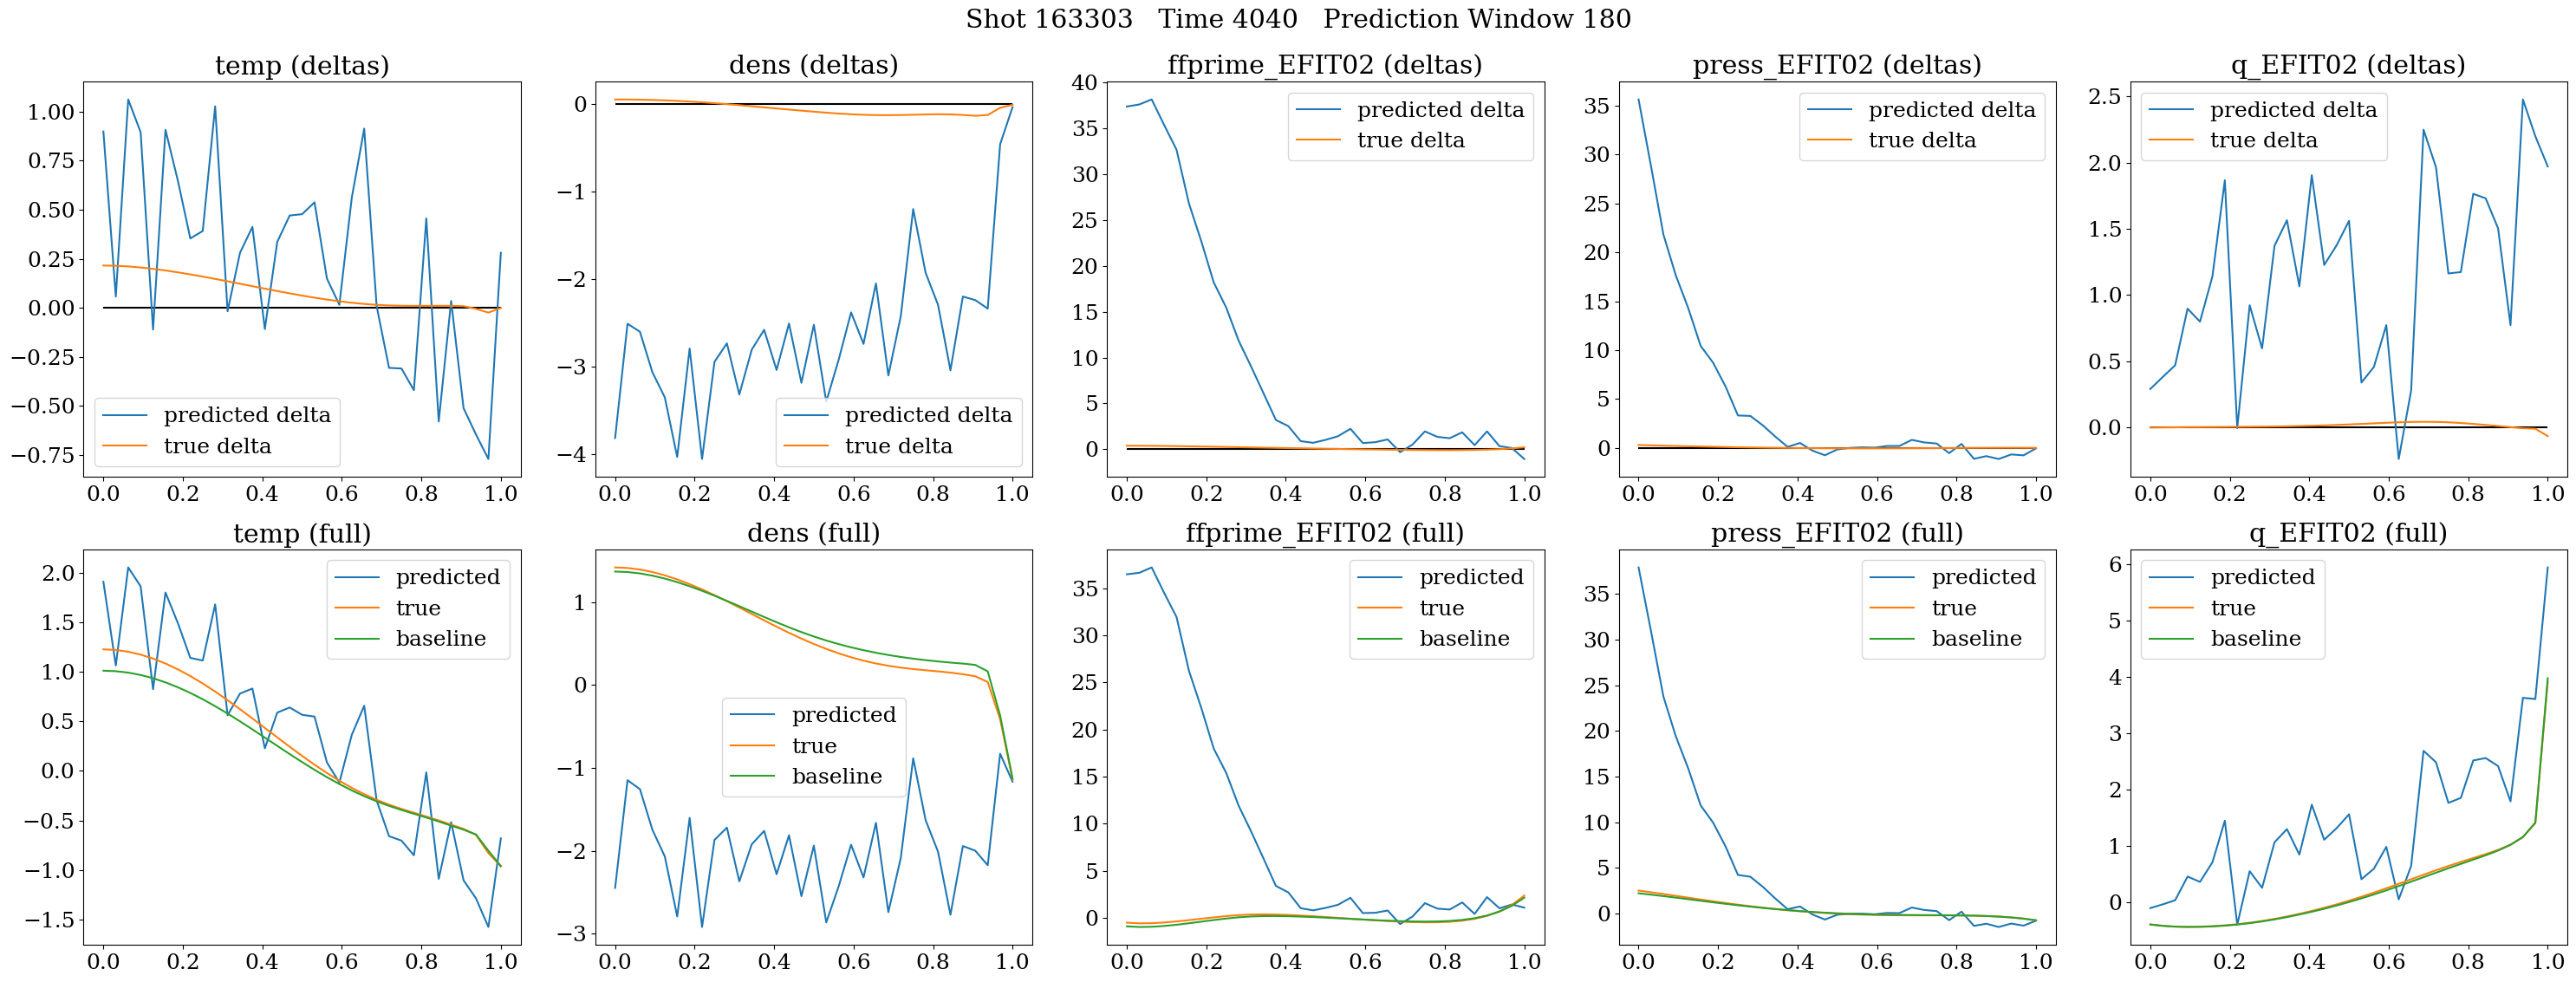 Shot 163303   Time 4040   Prediction Window 180
temp (deltas)
1.00
0.75
0.50
0.25
0.00
−0.25
−0.50
−0.75
predicted delta
true delta
0.0 0.2 0.4 0.6 0.8 1.0
dens (deltas)
0
−1
−2
−3
−4
predicted delta
true delta
0.0 0.2 0.4 0.6 0.8 1.0
ffprime_EFIT02 (deltas)
40
35
30
25
20
15
10
5
0
predicted delta
true delta
0.0 0.2 0.4 0.6 0.8 1.0
press_EFIT02 (deltas)
35
30
25
20
15
10
5
0
predicted delta
true delta
0.0 0.2 0.4 0.6 0.8 1.0
q_EFIT02 (deltas)
2.5
2.0
1.5
1.0
0.5
0.0
predicted delta
true delta
0.0 0.2 0.4 0.6 0.8 1.0
temp (full)
2.0
1.5
1.0
0.5
0.0
−0.5
−1.0
−1.5
predicted
true
baseline
0.0 0.2 0.4 0.6 0.8 1.0
dens (full)
1
0
−1
−2
−3
predicted
true
baseline
0.0 0.2 0.4 0.6 0.8 1.0
ffprime_EFIT02 (full)
35
30
25
20
15
10
5
0
predicted
true
baseline
0.0 0.2 0.4 0.6 0.8 1.0
press_EFIT02 (full)
35
30
25
20
15
10
5
0
predicted
true
baseline
0.0 0.2 0.4 0.6 0.8 1.0
q_EFIT02 (full)
6
5
4
3
2
1
0
predicted
true
baseline
0.0 0.2 0.4 0.6 0.8 1.0